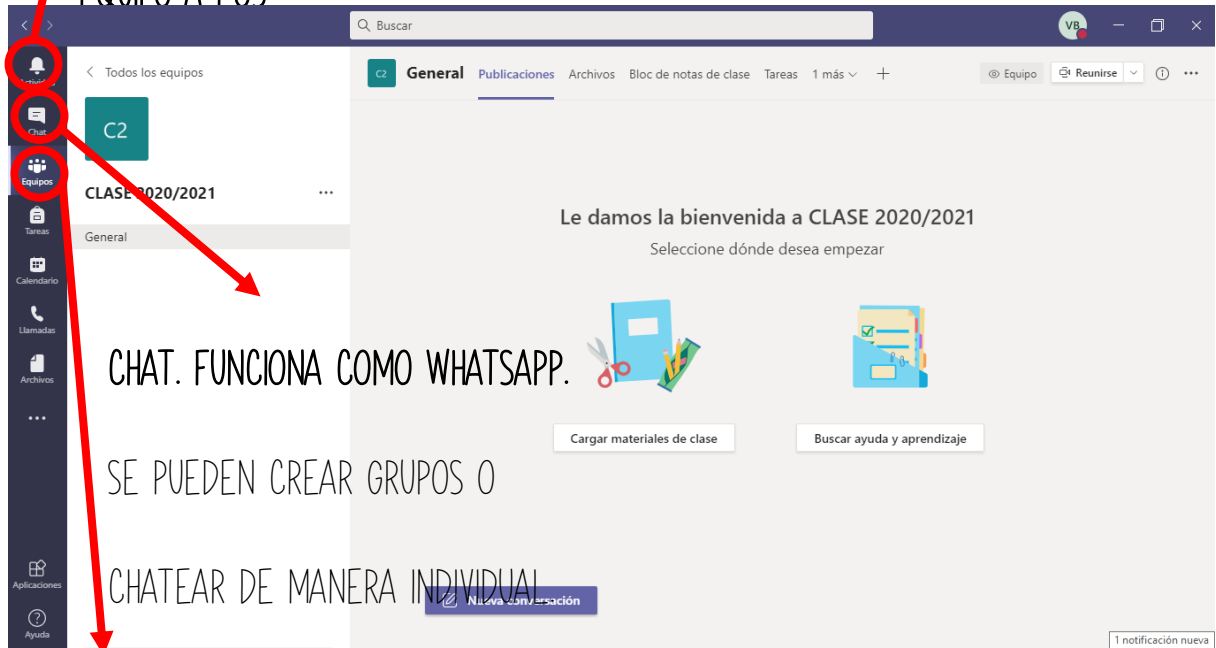 EQUIPO A LOS
Buscar
VB
Actividad
Chat
Equipos
Tareas
Calendario
Llamadas
Archivos
Aplicaciones
Ayuda
Todos los equipos
C2
CLASE 2020/2021
General
C2
General
Publicaciones
Archivos
Bloc de notas de clase
Tareas
1 más
Equipo
Reunirse
Le damos la bienvenida a CLASE 2020/2021
Seleccione dónde desea empezar
Cargar materiales de clase
Buscar ayuda y aprendizaje
CHAT. FUNCIONA COMO WHATSAPP.
SE PUEDEN CREAR GRUPOS O
CHATEAR DE MANERA INDIVIDUAL.
Nueva conversación
1 notificación nueva